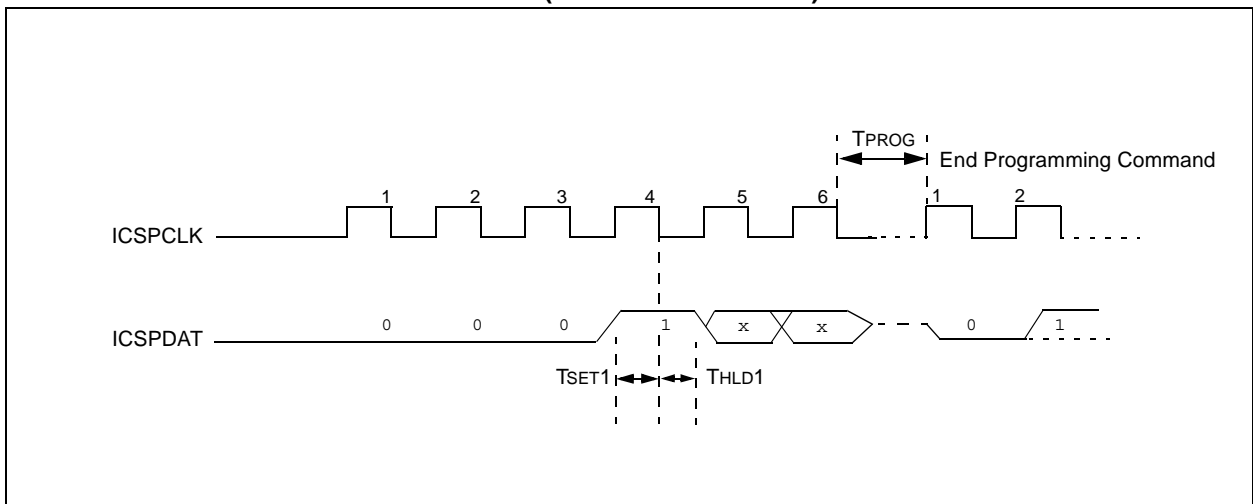 TPROG
End Programming Command
1 2 3 4 5 6 1 2
ICSPCLK
ICSPDAT
0 0 0 1 x x 0 1
TSET1 THLD1